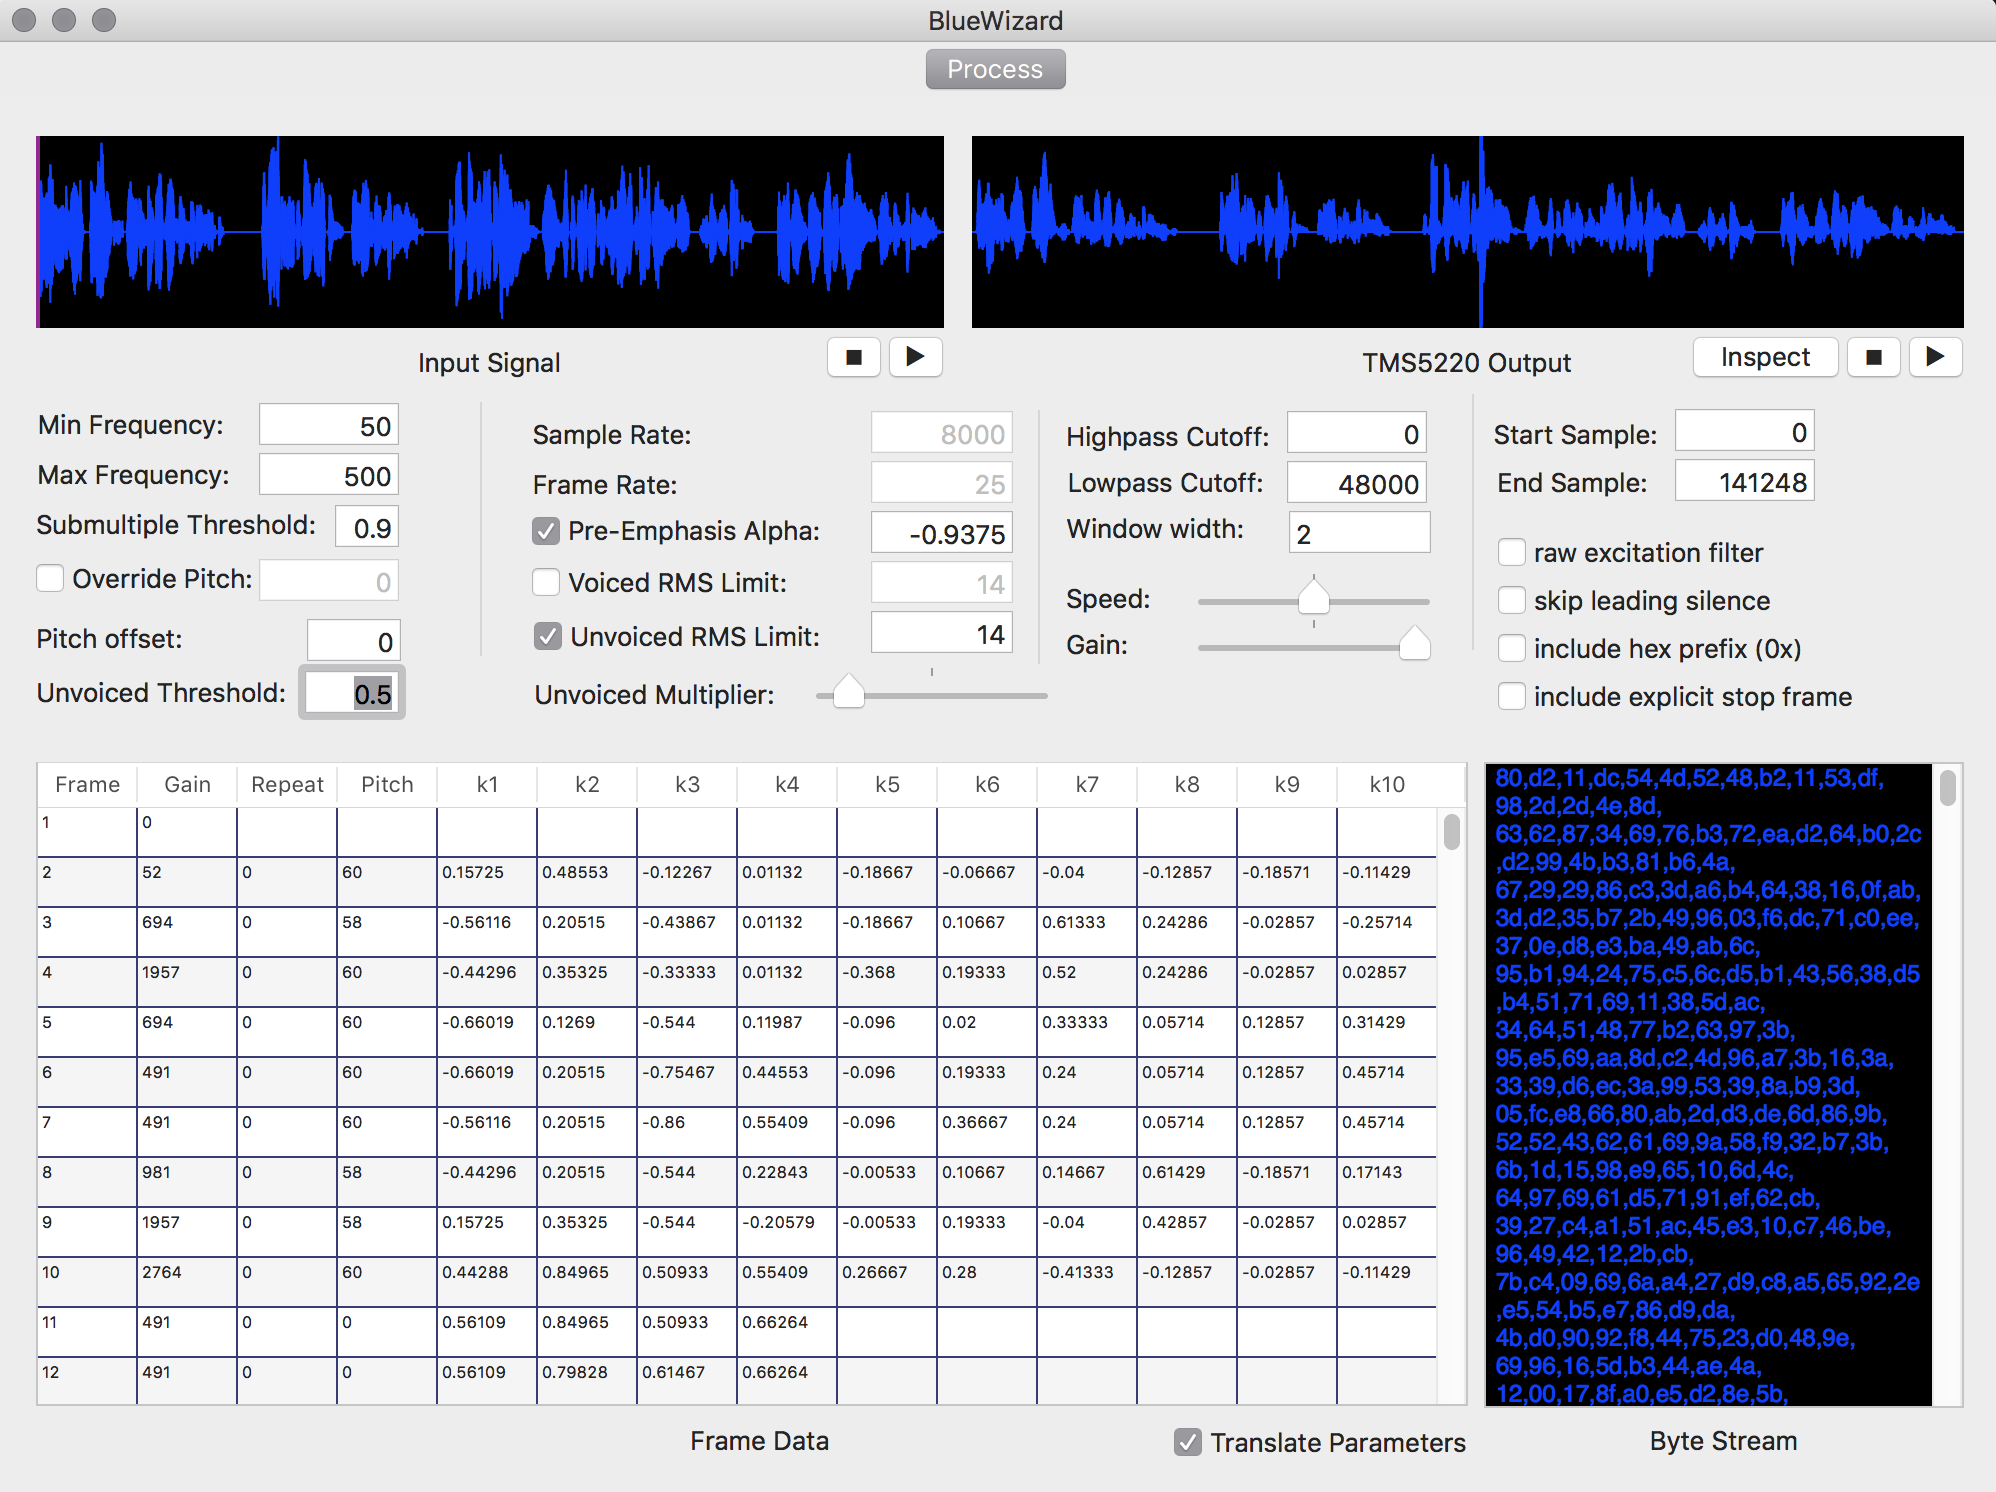 BlueWizard
Process
Input Signal
TMS5220 Output
Inspect
Min Frequency: 50
Max Frequency: 500
Submultiple Threshold: 0.9
Override Pitch: 0
Pitch offset: 0
Unvoiced Threshold: 0.5
Sample Rate: 8000
Frame Rate: 25
Pre-Emphasis Alpha: -0.9375
Voiced RMS Limit: 14
Unvoiced RMS Limit: 14
Unvoiced Multiplier:
Highpass Cutoff: 0
Lowpass Cutoff: 48000
Window width: 2
Speed:
Gain:
Start Sample: 0
End Sample: 141248
raw excitation filter
skip leading silence
include hex prefix (0x)
include explicit stop frame
Frame Gain Repeat Pitch k1 k2 k3 k4 k5 k6 k7 k8 k9 k10
1 0
2 52 0 60 0.15725 0.48553 -0.12267 0.01132 -0.18667 -0.06667 -0.04 -0.12857 -0.18571 -0.11429
3 694 0 58 -0.56116 0.20515 -0.43867 0.01132 -0.18667 0.10667 0.61333 0.24286 -0.02857 -0.25714
4 1957 0 60 -0.44296 0.35325 -0.33333 0.01132 -0.368 0.19333 0.52 0.24286 -0.02857 0.02857
5 694 0 60 -0.66019 0.1269 -0.544 0.11987 -0.096 0.02 0.33333 0.05714 0.12857 0.31429
6 491 0 60 -0.66019 0.20515 -0.75467 0.44553 -0.096 0.19333 0.24 0.05714 0.12857 0.45714
7 491 0 60 -0.56116 0.20515 -0.86 0.55409 -0.096 0.36667 0.24 0.05714 0.12857 0.45714
8 981 0 58 -0.44296 0.20515 -0.544 0.22843 -0.00533 0.10667 0.14667 0.61429 -0.18571 0.17143
9 1957 0 58 0.15725 0.35325 -0.544 -0.20579 -0.00533 0.19333 -0.04 0.42857 -0.02857 0.02857
10 2764 0 60 0.44288 0.84965 0.50933 0.55409 0.26667 0.28 -0.41333 -0.12857 -0.02857 -0.11429
11 491 0 0 0.56109 0.84965 0.50933 0.66264
12 491 0 0 0.56109 0.79828 0.61467 0.66264
80,d2,11,dc,54,4d,52,48,b2,11,53,df,
98,2d,2d,4e,8d,
63,62,87,34,69,76,b3,72,ea,d2,64,b0,2c
,d2,99,4b,b3,81,b6,4a,
67,29,29,86,c3,3d,a6,b4,64,38,16,0f,ab,
3d,d2,35,b7,2b,49,96,03,f6,dc,71,c0,ee,
37,0e,d8,e3,ba,49,ab,6c,
95,b1,94,24,75,c5,6c,d5,b1,43,56,38,d5
,b4,51,71,69,11,38,5d,ac,
34,64,51,48,77,b2,63,97,3b,
95,e5,69,aa,8d,c2,4d,96,a7,3b,16,3a,
33,39,d6,ec,3a,99,53,39,8a,b9,3d,
05,fc,e8,66,80,ab,2d,d3,de,6d,86,9b,
52,52,43,62,61,69,9a,58,f9,32,b7,3b,
6b,1d,15,98,e9,65,10,6d,4c,
64,97,69,61,d5,71,91,ef,62,cb,
39,27,c4,a1,51,ac,45,e3,10,c7,46,be,
96,49,42,12,2b,cb,
7b,c4,09,69,6a,a4,27,d9,c8,a5,65,92,2e
,e5,54,b5,e7,86,d9,da,
4b,d0,90,92,f8,44,75,23,d0,48,9e,
69,96,16,5d,b3,44,ae,4a,
12,00,17,8f,a0,e5,d2,8e,5b,
Frame Data
Translate Parameters
Byte Stream